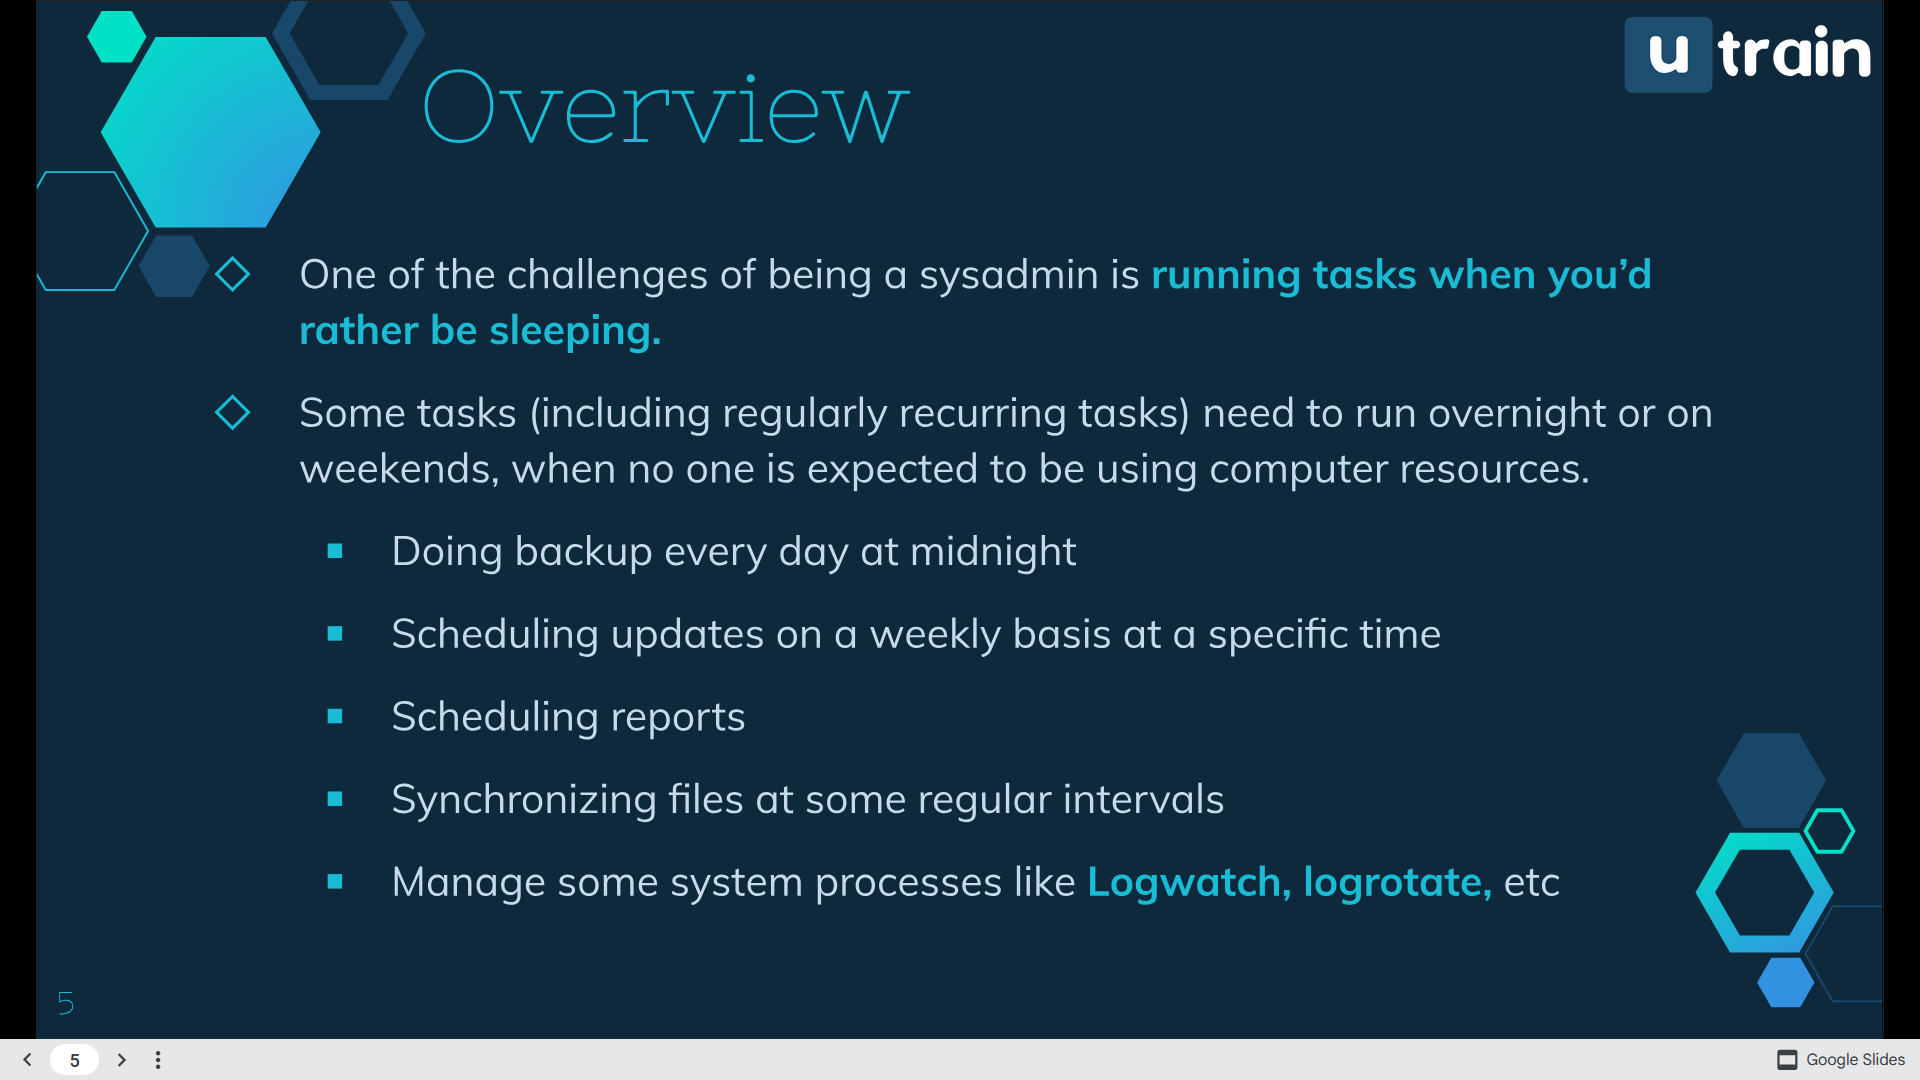 u train
Overview
One of the challenges of being a sysadmin is running tasks when you’d
rather be sleeping.
Some tasks (including regularly recurring tasks) need to run overnight or on
weekends, when no one is expected to be using computer resources.
Doing backup every day at midnight
Scheduling updates on a weekly basis at a specific time
Scheduling reports
Synchronizing files at some regular intervals
Manage some system processes like Logwatch, logrotate, etc
5
5
Google Slides